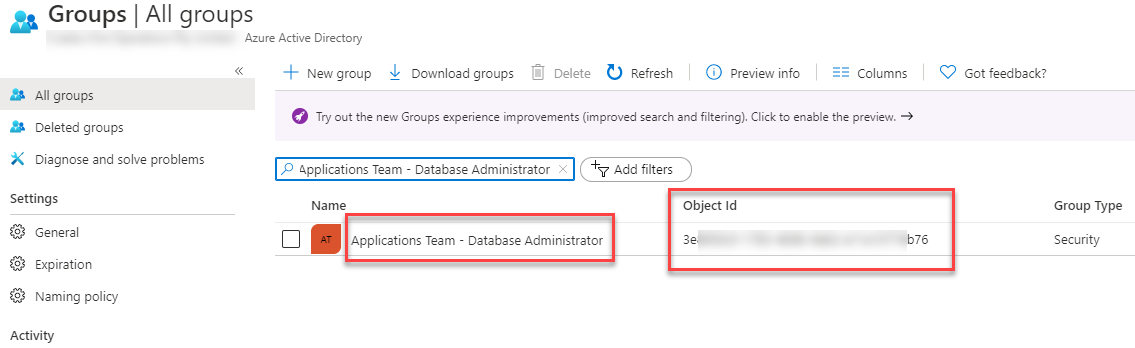 Groups | All groups
Azure Active Directory
«
New group
Download groups
Delete
Refresh
Preview info
Columns
Got feedback?
All groups
Deleted groups
Diagnose and solve problems
Settings
General
Expiration
Naming policy
Activity
Try out the new Groups experience improvements (improved search and filtering). Click to enable the preview. →
Applications Team - Database Administrator
Add filters
Name Object Id Group Type
AT Applications Team - Database Administrator 3e b76 Security